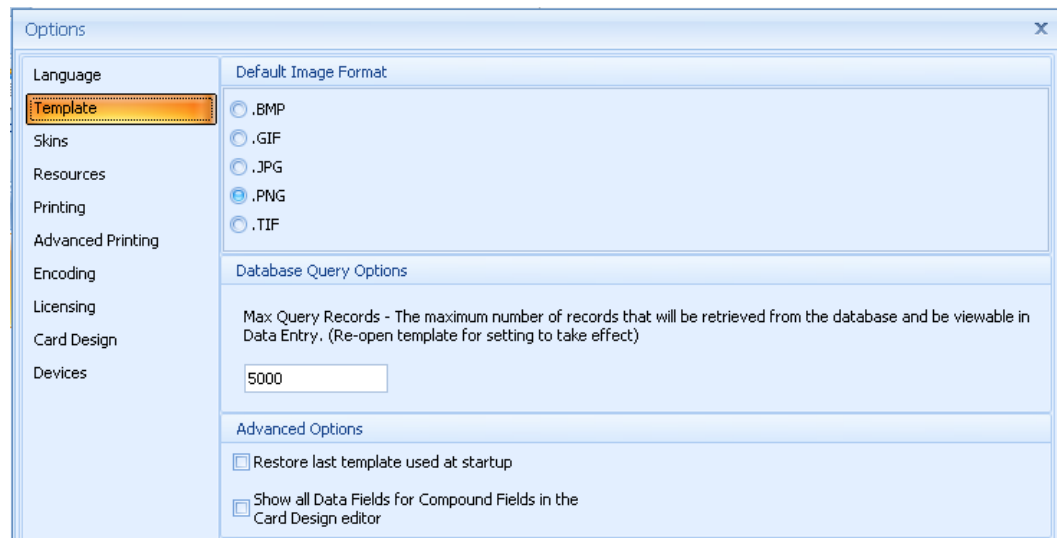 Options
Language
Template
Skins
Resources
Printing
Advanced Printing
Encoding
Licensing
Card Design
Devices
Default Image Format
.BMP
.GIF
.JPG
.PNG
.TIF
Database Query Options
Max Query Records - The maximum number of records that will be retrieved from the database and be viewable in
Data Entry. (Re-open template for setting to take effect)
5000
Advanced Options
Restore last template used at startup
Show all Data Fields for Compound Fields in the
Card Design editor